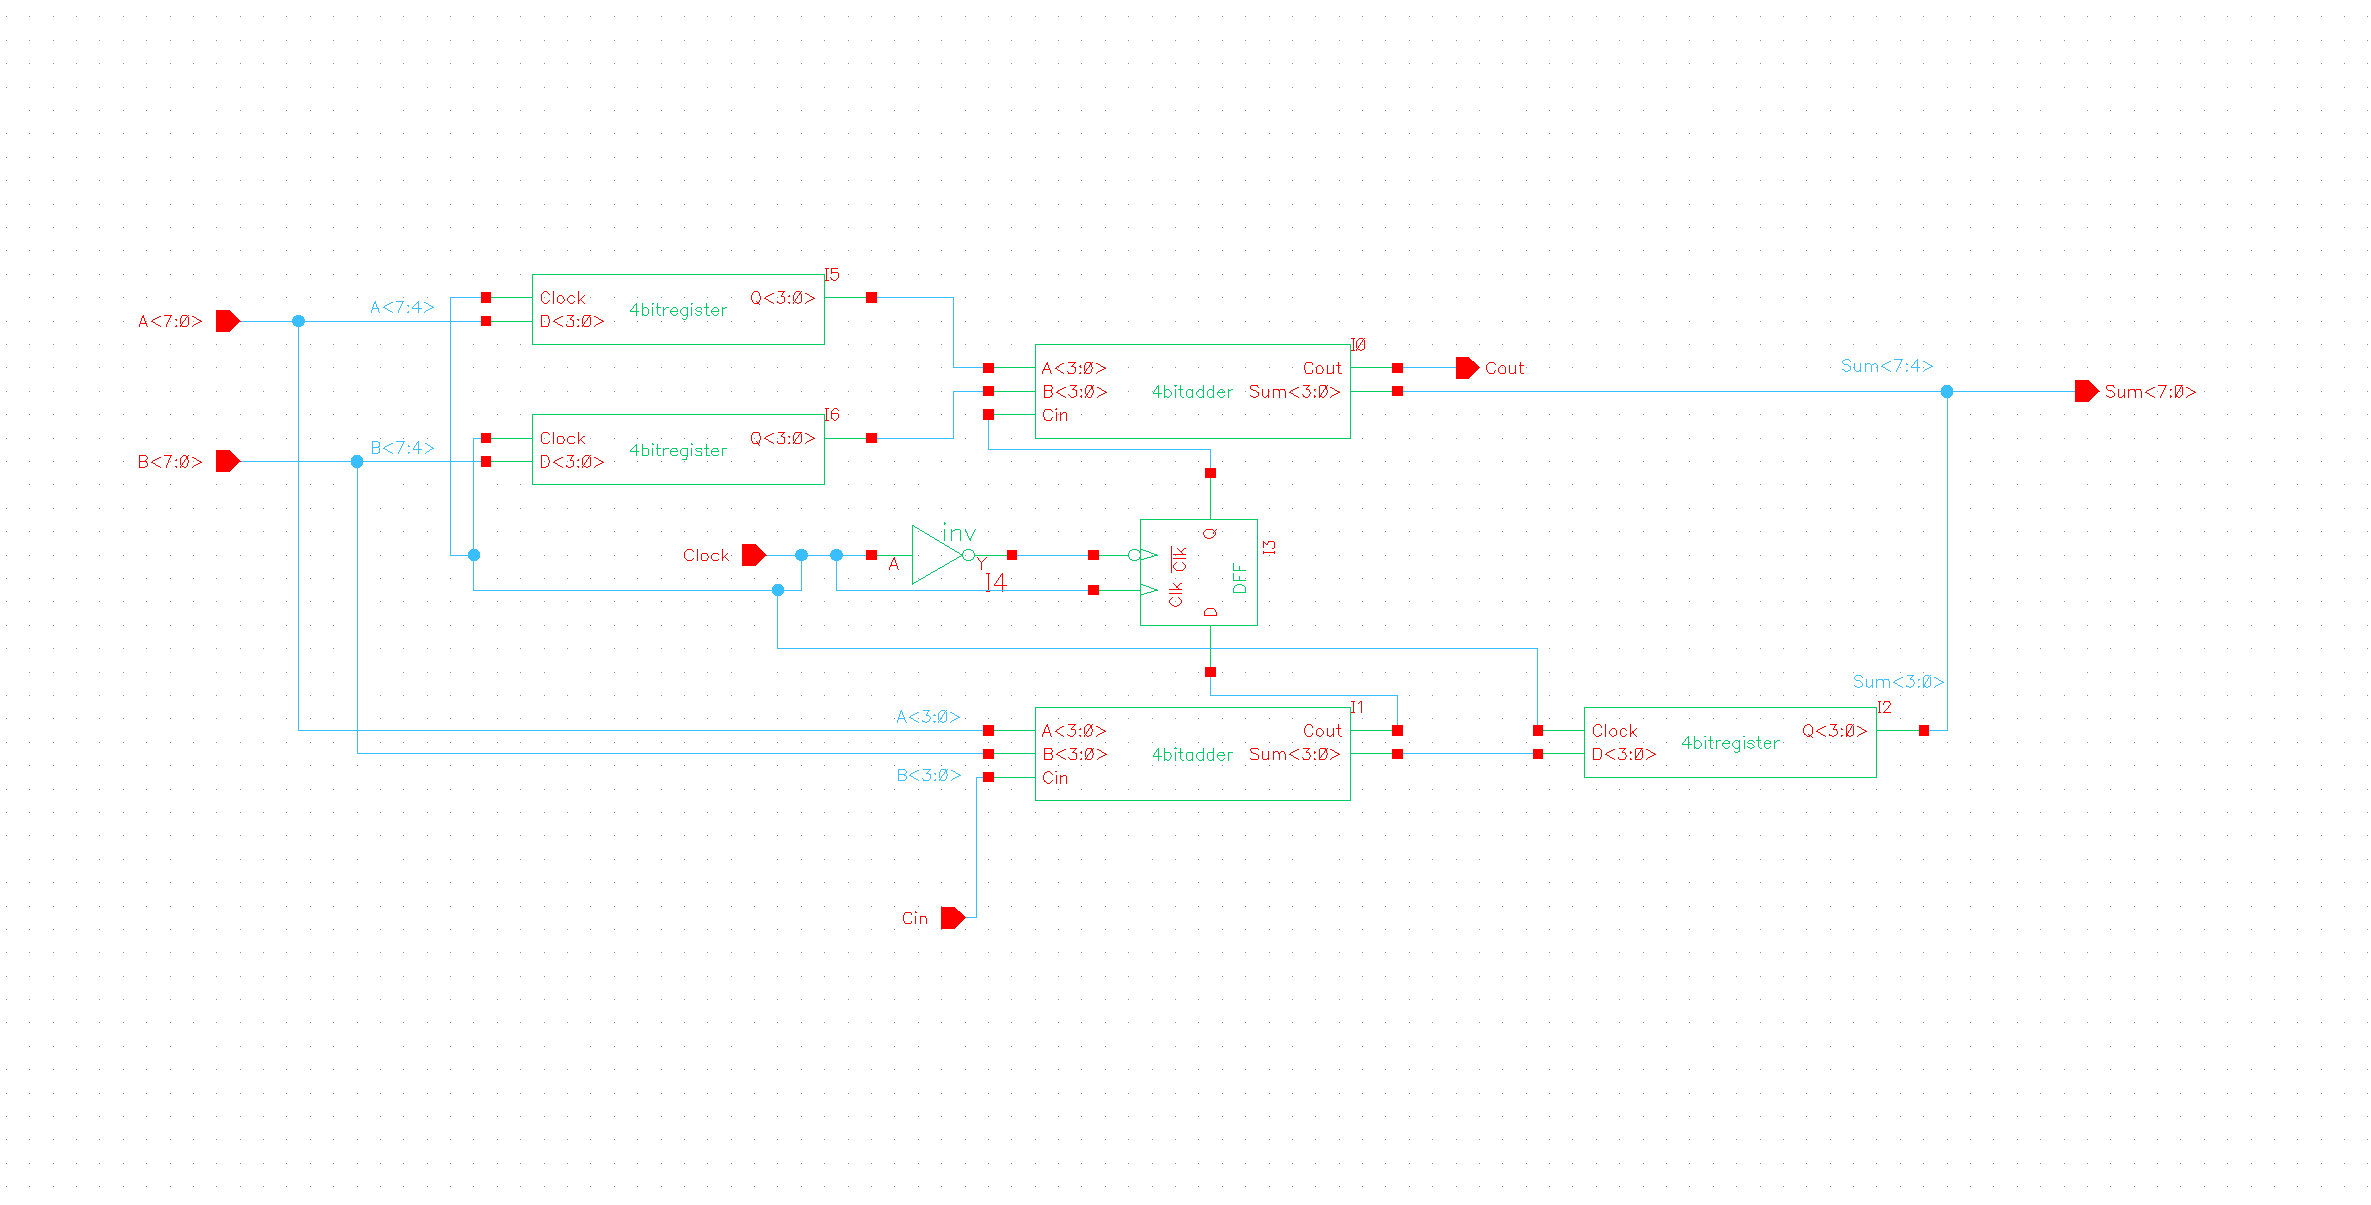 I5
A<7:0>
A<7:4>
Clock
D<3:0>
4bitregister
Q<3:0>
I0
A<3:0>
B<3:0>
Cin
4bitadder
Cout
Sum<3:0>
Cout
Sum<7:4>
Sum<7:0>
I6
B<7:0>
B<7:4>
Clock
D<3:0>
4bitregister
Q<3:0>
Clock
A
inv
Y
I4
Clk
Clk
Q
D
DFF
I3
A<3:0>
B<3:0>
I1
A<3:0>
B<3:0>
Cin
4bitadder
Cout
Sum<3:0>
Sum<3:0>
I2
Clock
D<3:0>
4bitregister
Q<3:0>
Cin